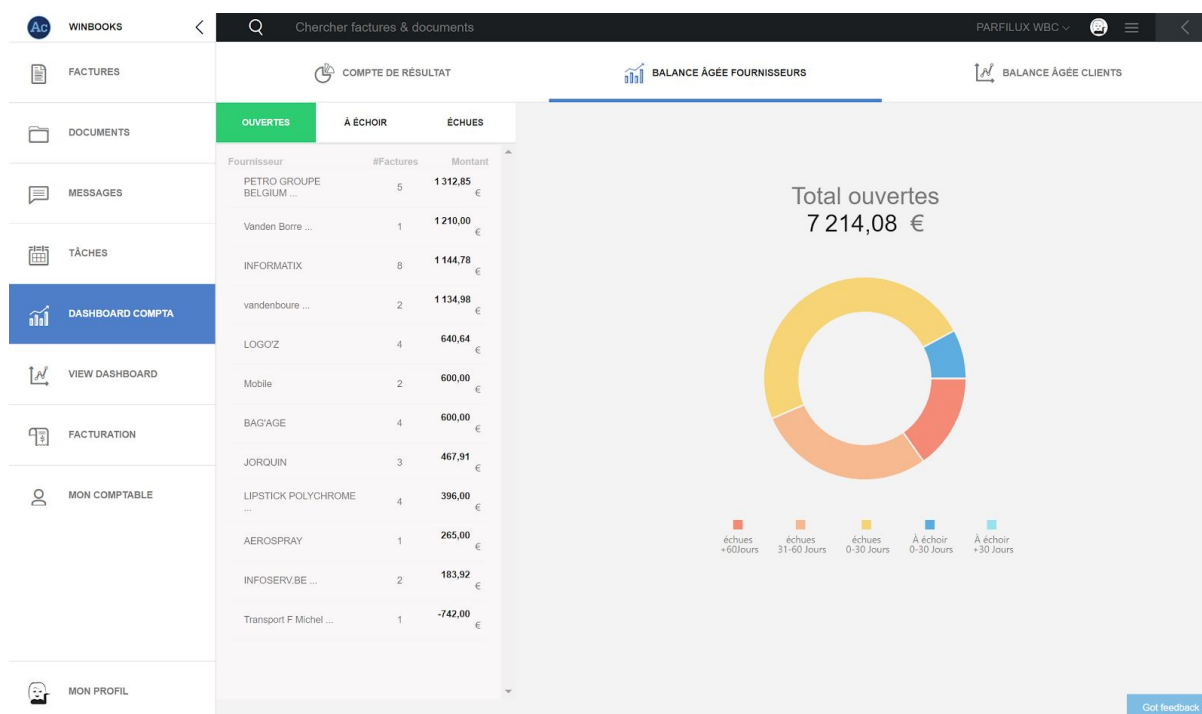 Ac WINBOOKS
Chercher factures & documents
PARFILUX WBC
FACTURES
DOCUMENTS
MESSAGES
TÂCHES
DASHBOARD COMPTA
VIEW DASHBOARD
FACTURATION
MON COMPTABLE
MON PROFIL
COMPTE DE RÉSULTAT
BALANCE ÂGÉE FOURNISSEURS
BALANCE ÂGÉE CLIENTS
OUVERTES À ÉCHOIR ÉCHUES
Fournisseur #Factures Montant
PETRO GROUPE
BELGIUM ... 5 1 312,85 €
Vanden Borre ... 1 1 210,00 €
INFORMATIX 8 1 144,78 €
vandenboure ... 2 1 134,98 €
LOGO'Z 4 640,64 €
Mobile 2 600,00 €
BAG'AGE 4 600,00 €
JORQUIN 3 467,91 €
LIPSTICK POLYCHROME
... 4 396,00 €
AEROSPRAY 1 265,00 €
INFOSERV.BE ... 2 183,92 €
Transport F Michel ... 1 -742,00 €
Total ouvertes
7 214,08 €
échues
+60Jours
échues
31-60 Jours
échues
0-30 Jours
À échoir
0-30 Jours
À échoir
+30 Jours
Got feedback